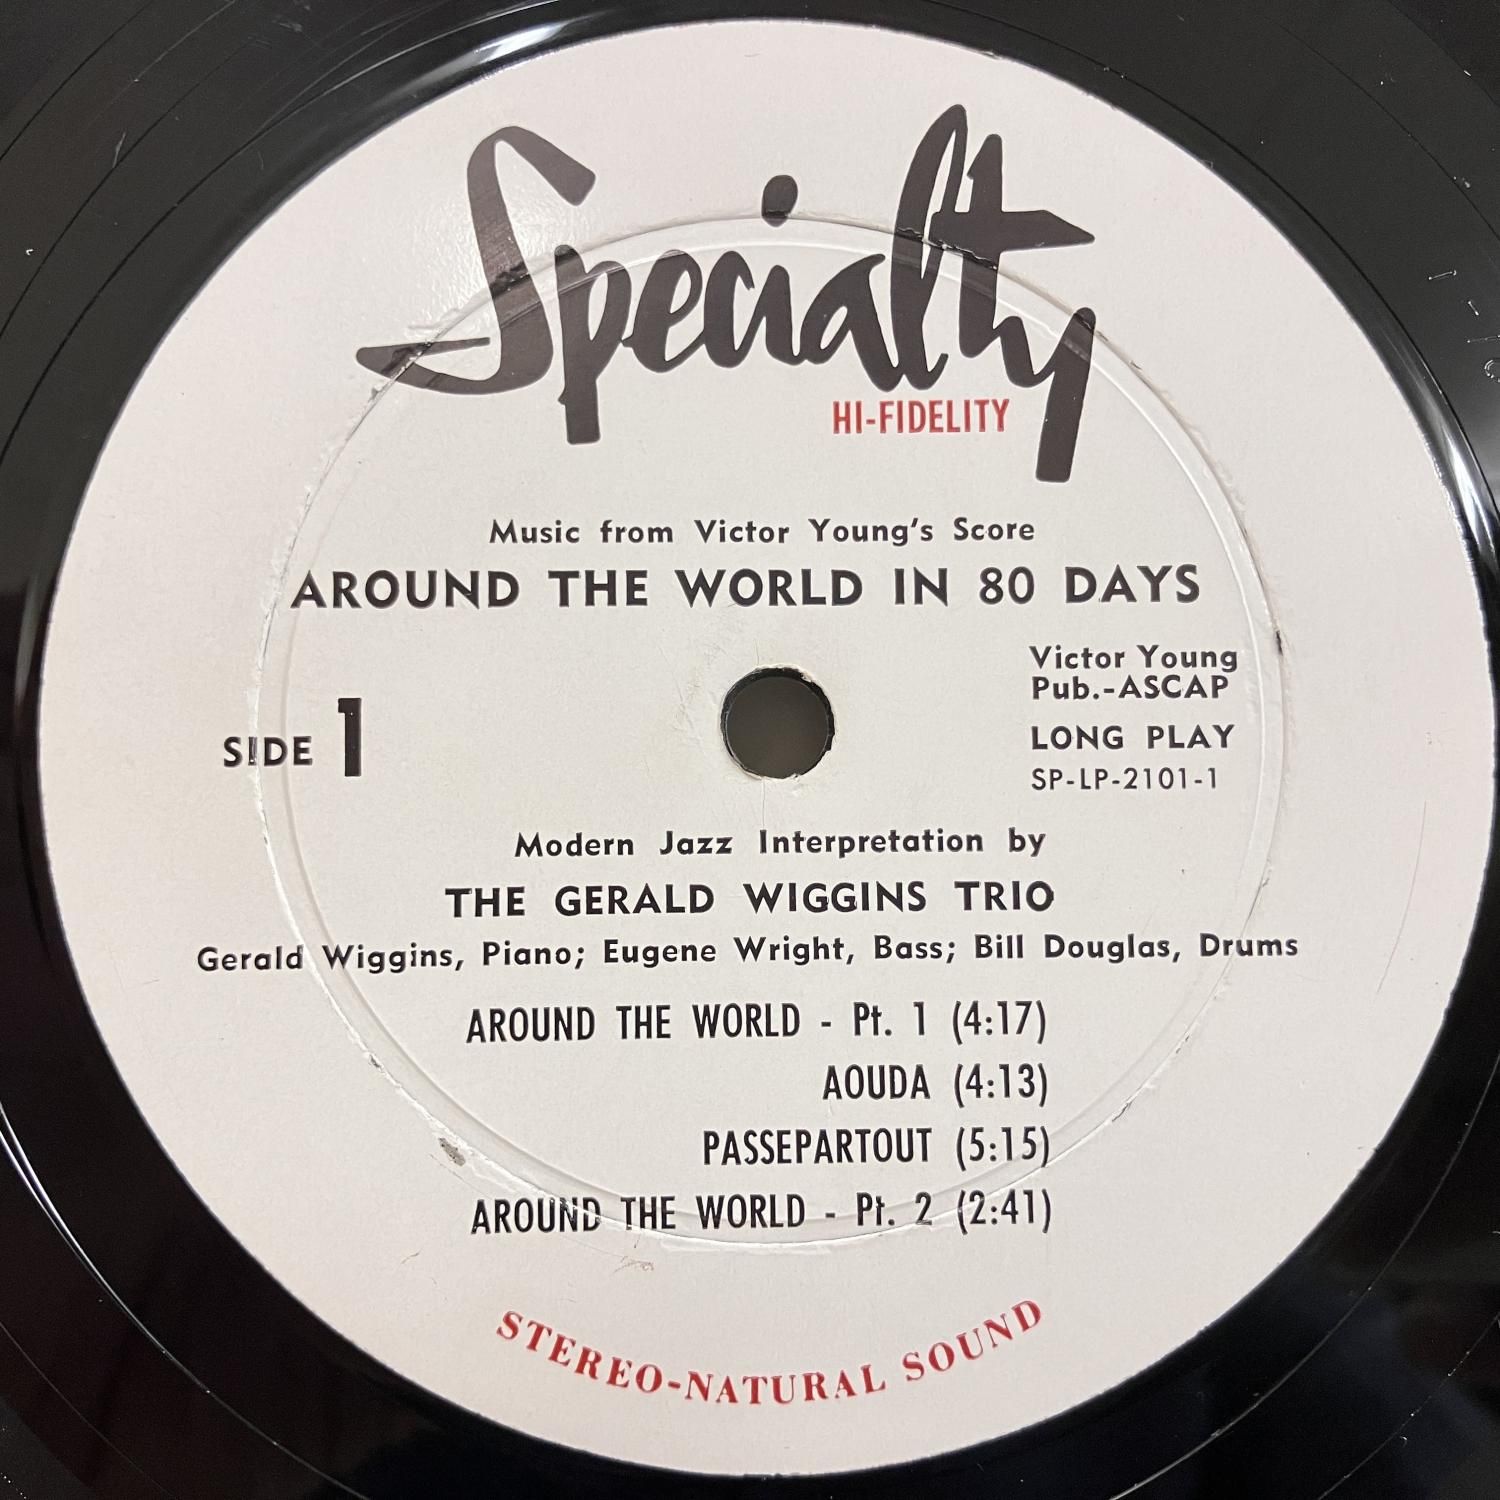 Specialty
HI-FIDELITY
Music from Victor Young's Score
AROUND THE WORLD IN 80 DAYS
Victor Young
Pub.-ASCAP
SIDE 1
LONG PLAY
SP-LP-2101-1
Modern Jazz Interpretation by
THE GERALD WIGGINS TRIO
Gerald Wiggins, Piano; Eugene Wright, Bass; Bill Douglas, Drums
AROUND THE WORLD - Pt. 1 (4:17)
AOUDA (4:13)
PASSEPARTOUT (5:15)
AROUND THE WORLD - Pt. 2 (2:41)
STEREO-NATURAL SOUND